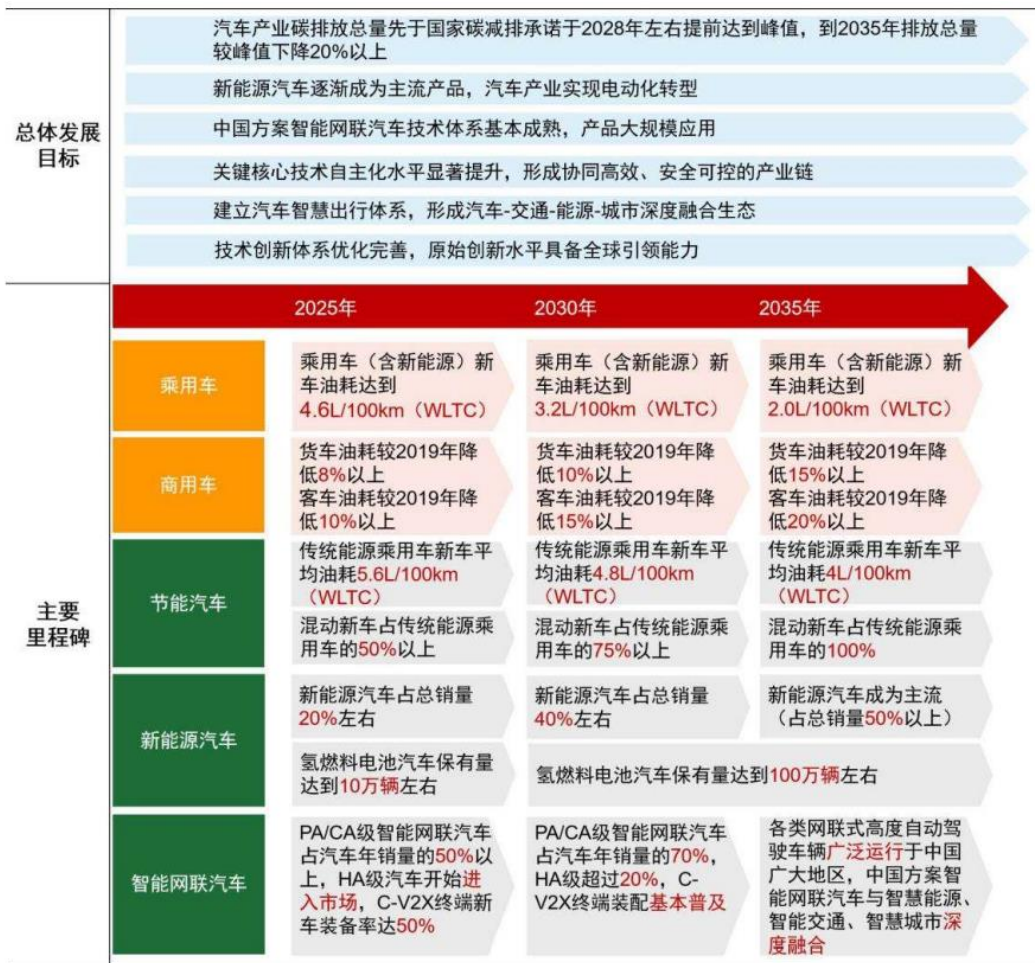 总体发展
目标
汽车产业碳排放总量先于国家碳减排承诺于2028年左右提前达到峰值，到2035年排放总量
较峰值下降20%以上
新能源汽车逐渐成为主流产品，汽车产业实现电动化转型
中国方案智能网联汽车技术体系基本成熟，产品大规模应用
关键核心技术自主化水平显著提升，形成协同高效、安全可控的产业链
建立汽车智慧出行体系，形成汽车-交通-能源-城市深度融合生态
技术创新体系优化完善，原始创新水平具备全球引领能力
主要
里程碑
2025年
2030年
2035年
乘用车
乘用车（含新能源）新
车油耗达到
4.6L/100km（WLTC）
乘用车（含新能源）新
车油耗达到
3.2L/100km（WLTC）
乘用车（含新能源）新
车油耗达到
2.0L/100km（WLTC）
商用车
货车油耗较2019年降
低8%以上
客车油耗较2019年降
低10%以上
货车油耗较2019年降
低10%以上
客车油耗较2019年降
低15%以上
货车油耗较2019年降
低15%以上
客车油耗较2019年降
低20%以上
节能汽车
传统能源乘用车新车平
均油耗5.6L/100km
（WLTC）
传统能源乘用车新车平
均油耗4.8L/100km
（WLTC）
传统能源乘用车新车平
均油耗4L/100km
（WLTC）
混动新车占传统能源乘
用车的50%以上
混动新车占传统能源乘
用车的75%以上
混动新车占传统能源乘
用车的100%
新能源汽车
新能源汽车占总销量
20%左右
新能源汽车占总销量
40%左右
新能源汽车成为主流
（占总销量50%以上）
氢燃料电池汽车保有量
达到10万辆左右
氢燃料电池汽车保有量达到100万辆左右
智能网联汽车
PA/CA级智能网联汽车
占汽车年销量的50%以
上，HA级汽车开始进
入市场，C-V2X终端新
车装备率达50%
PA/CA级智能网联汽车
占汽车年销量的70%，
HA级超过20%，C-
V2X终端装配基本普及
各类网联式高度自动驾
驶车辆广泛运行于中国
广大地区，中国方案智
能网联汽车与智慧能源、
智能交通、智慧城市深
度融合